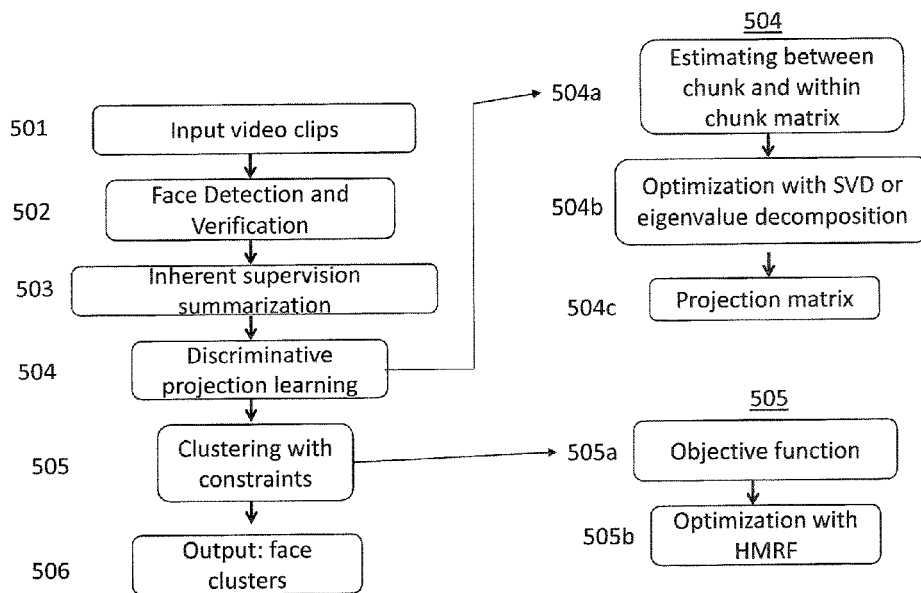 501
Input video clips
502
Face Detection and
Verification
503
Inherent supervision
summarization
504
Discriminative
projection learning
505
Clustering with
constraints
506
Output: face
clusters
504
504a
Estimating between
chunk and within
chunk matrix
504b
Optimization with SVD or
eigenvalue decomposition
504c
Projection matrix
505
505a
Objective function
505b
Optimization with
HMRF